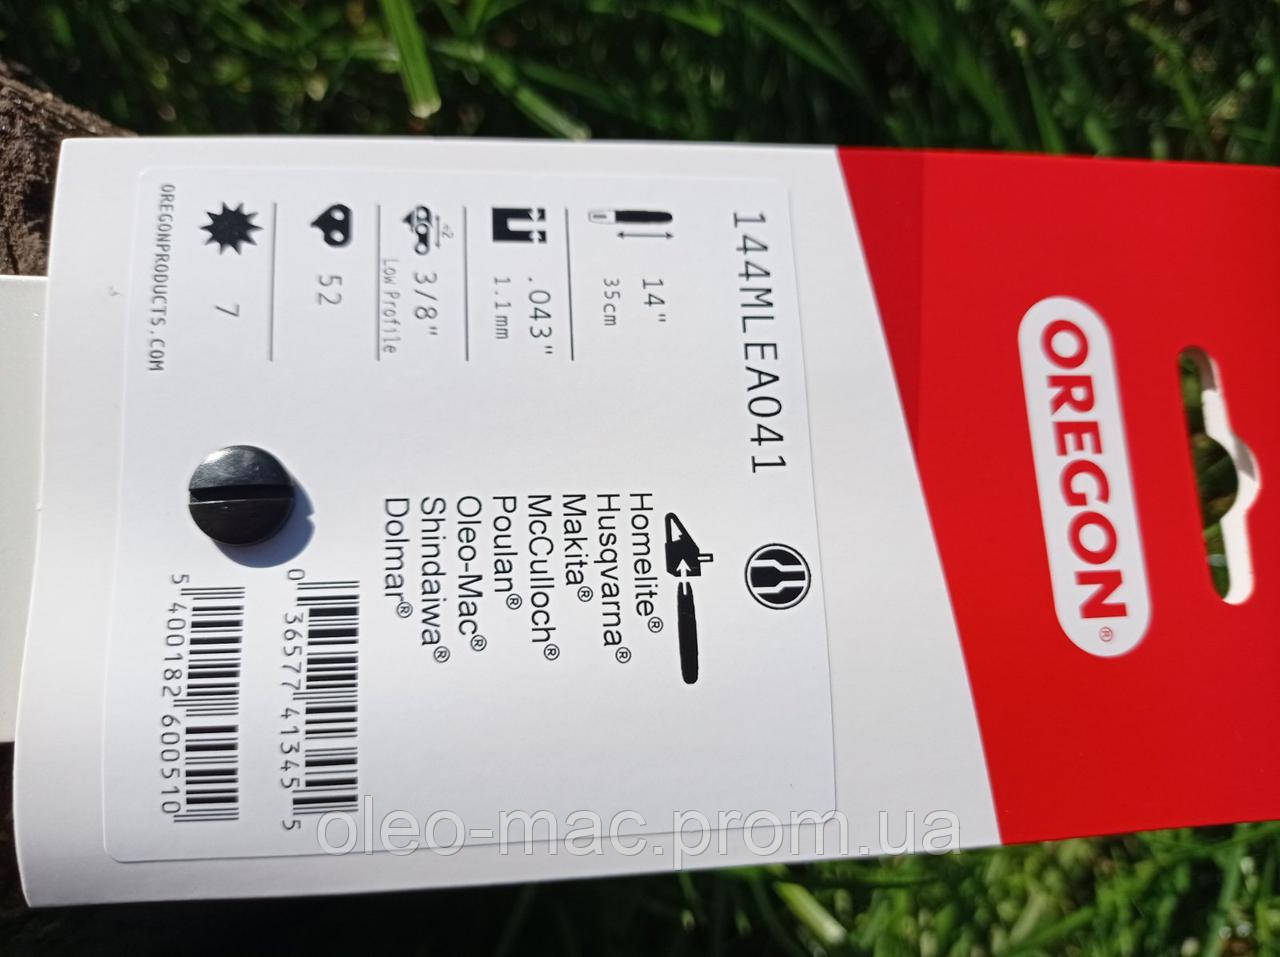 OREGON®
144MLEA041
14"
35cm
.043"
1.1mm
x2
3/8"
Low Profile
52
7
OREGONPRODUCTS.COM
Homelite®
Husqvarna®
Makita®
McCulloch®
Poulan®
Oleo-Mac®
Shindaiwa®
Dolmar®
0 36577 41345 5
5 400182 600510
oleo-mac.prom.ua